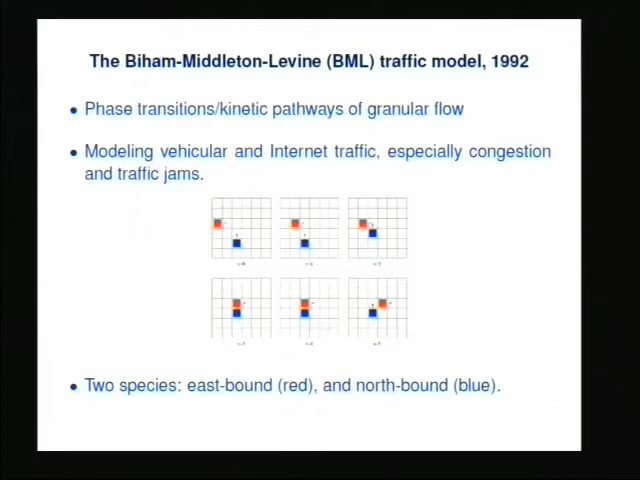 The Biham-Middleton-Levine (BML) traffic model, 1992
• Phase transitions/kinetic pathways of granular flow
• Modeling vehicular and Internet traffic, especially congestion
and traffic jams.
• Two species: east-bound (red), and north-bound (blue).